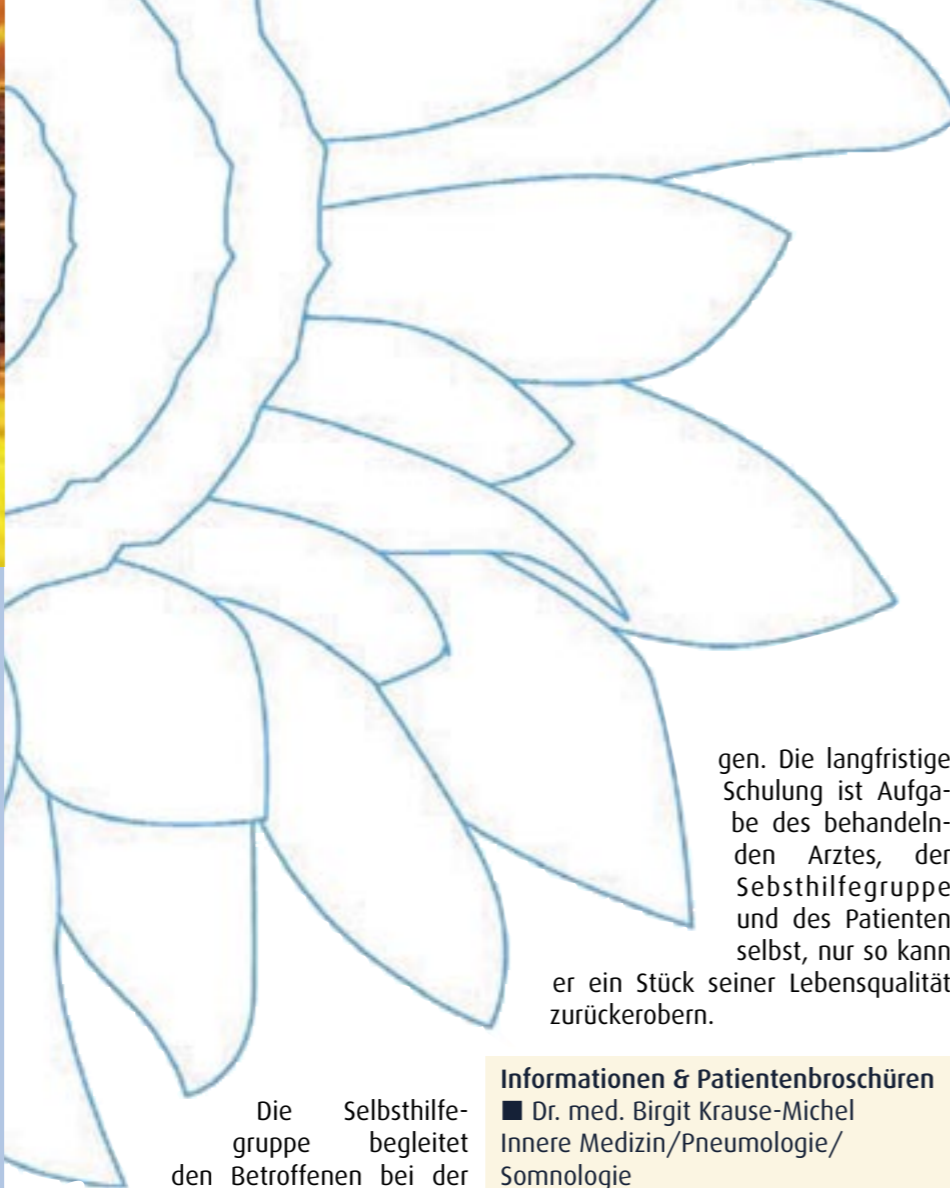 gen. Die langfristige
Schulung ist Aufga-
be des behandeln-
den Arztes, der
Sebsthilfegruppe
und des Patienten
selbst, nur so kann
er ein Stück seiner Lebensqualität
zurückerobern.
Die Selbsthilfe-
gruppe begleitet
den Betroffenen bei der
Informationen & Patientenbroschüren
■ Dr. med. Birgit Krause-Michel
Innere Medizin/Pneumologie/
Somnologie